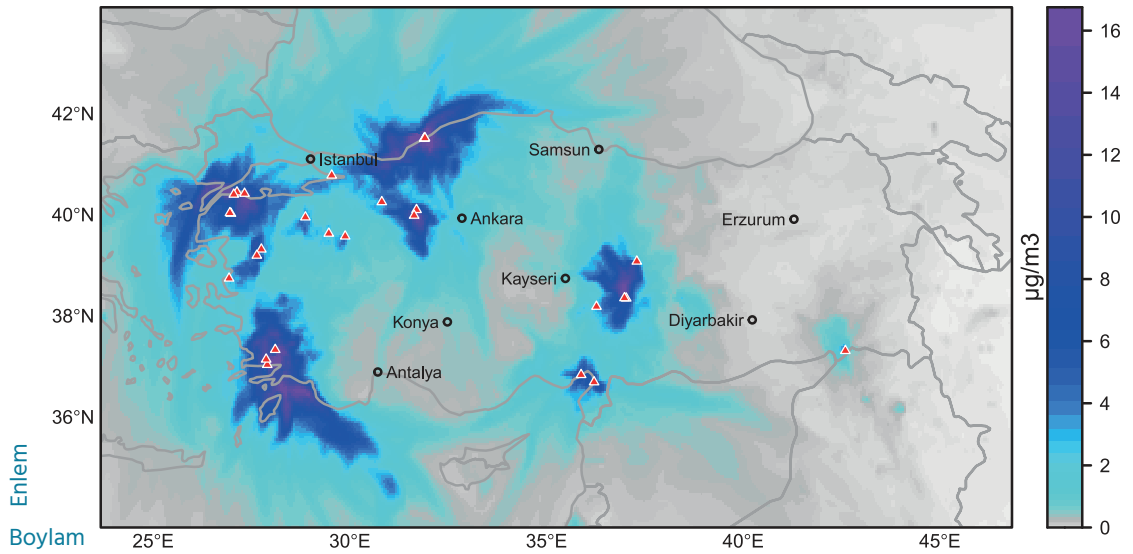 42°N
40°N
38°N
36°N
Istanbul
Samsun
Ankara
Erzurum
Kayseri
Konya
Diyarbakir
Antalya
Enlem
Boylam
25°E
30°E
35°E
40°E
45°E
µg/m3
16
14
12
10
8
6
4
2
0